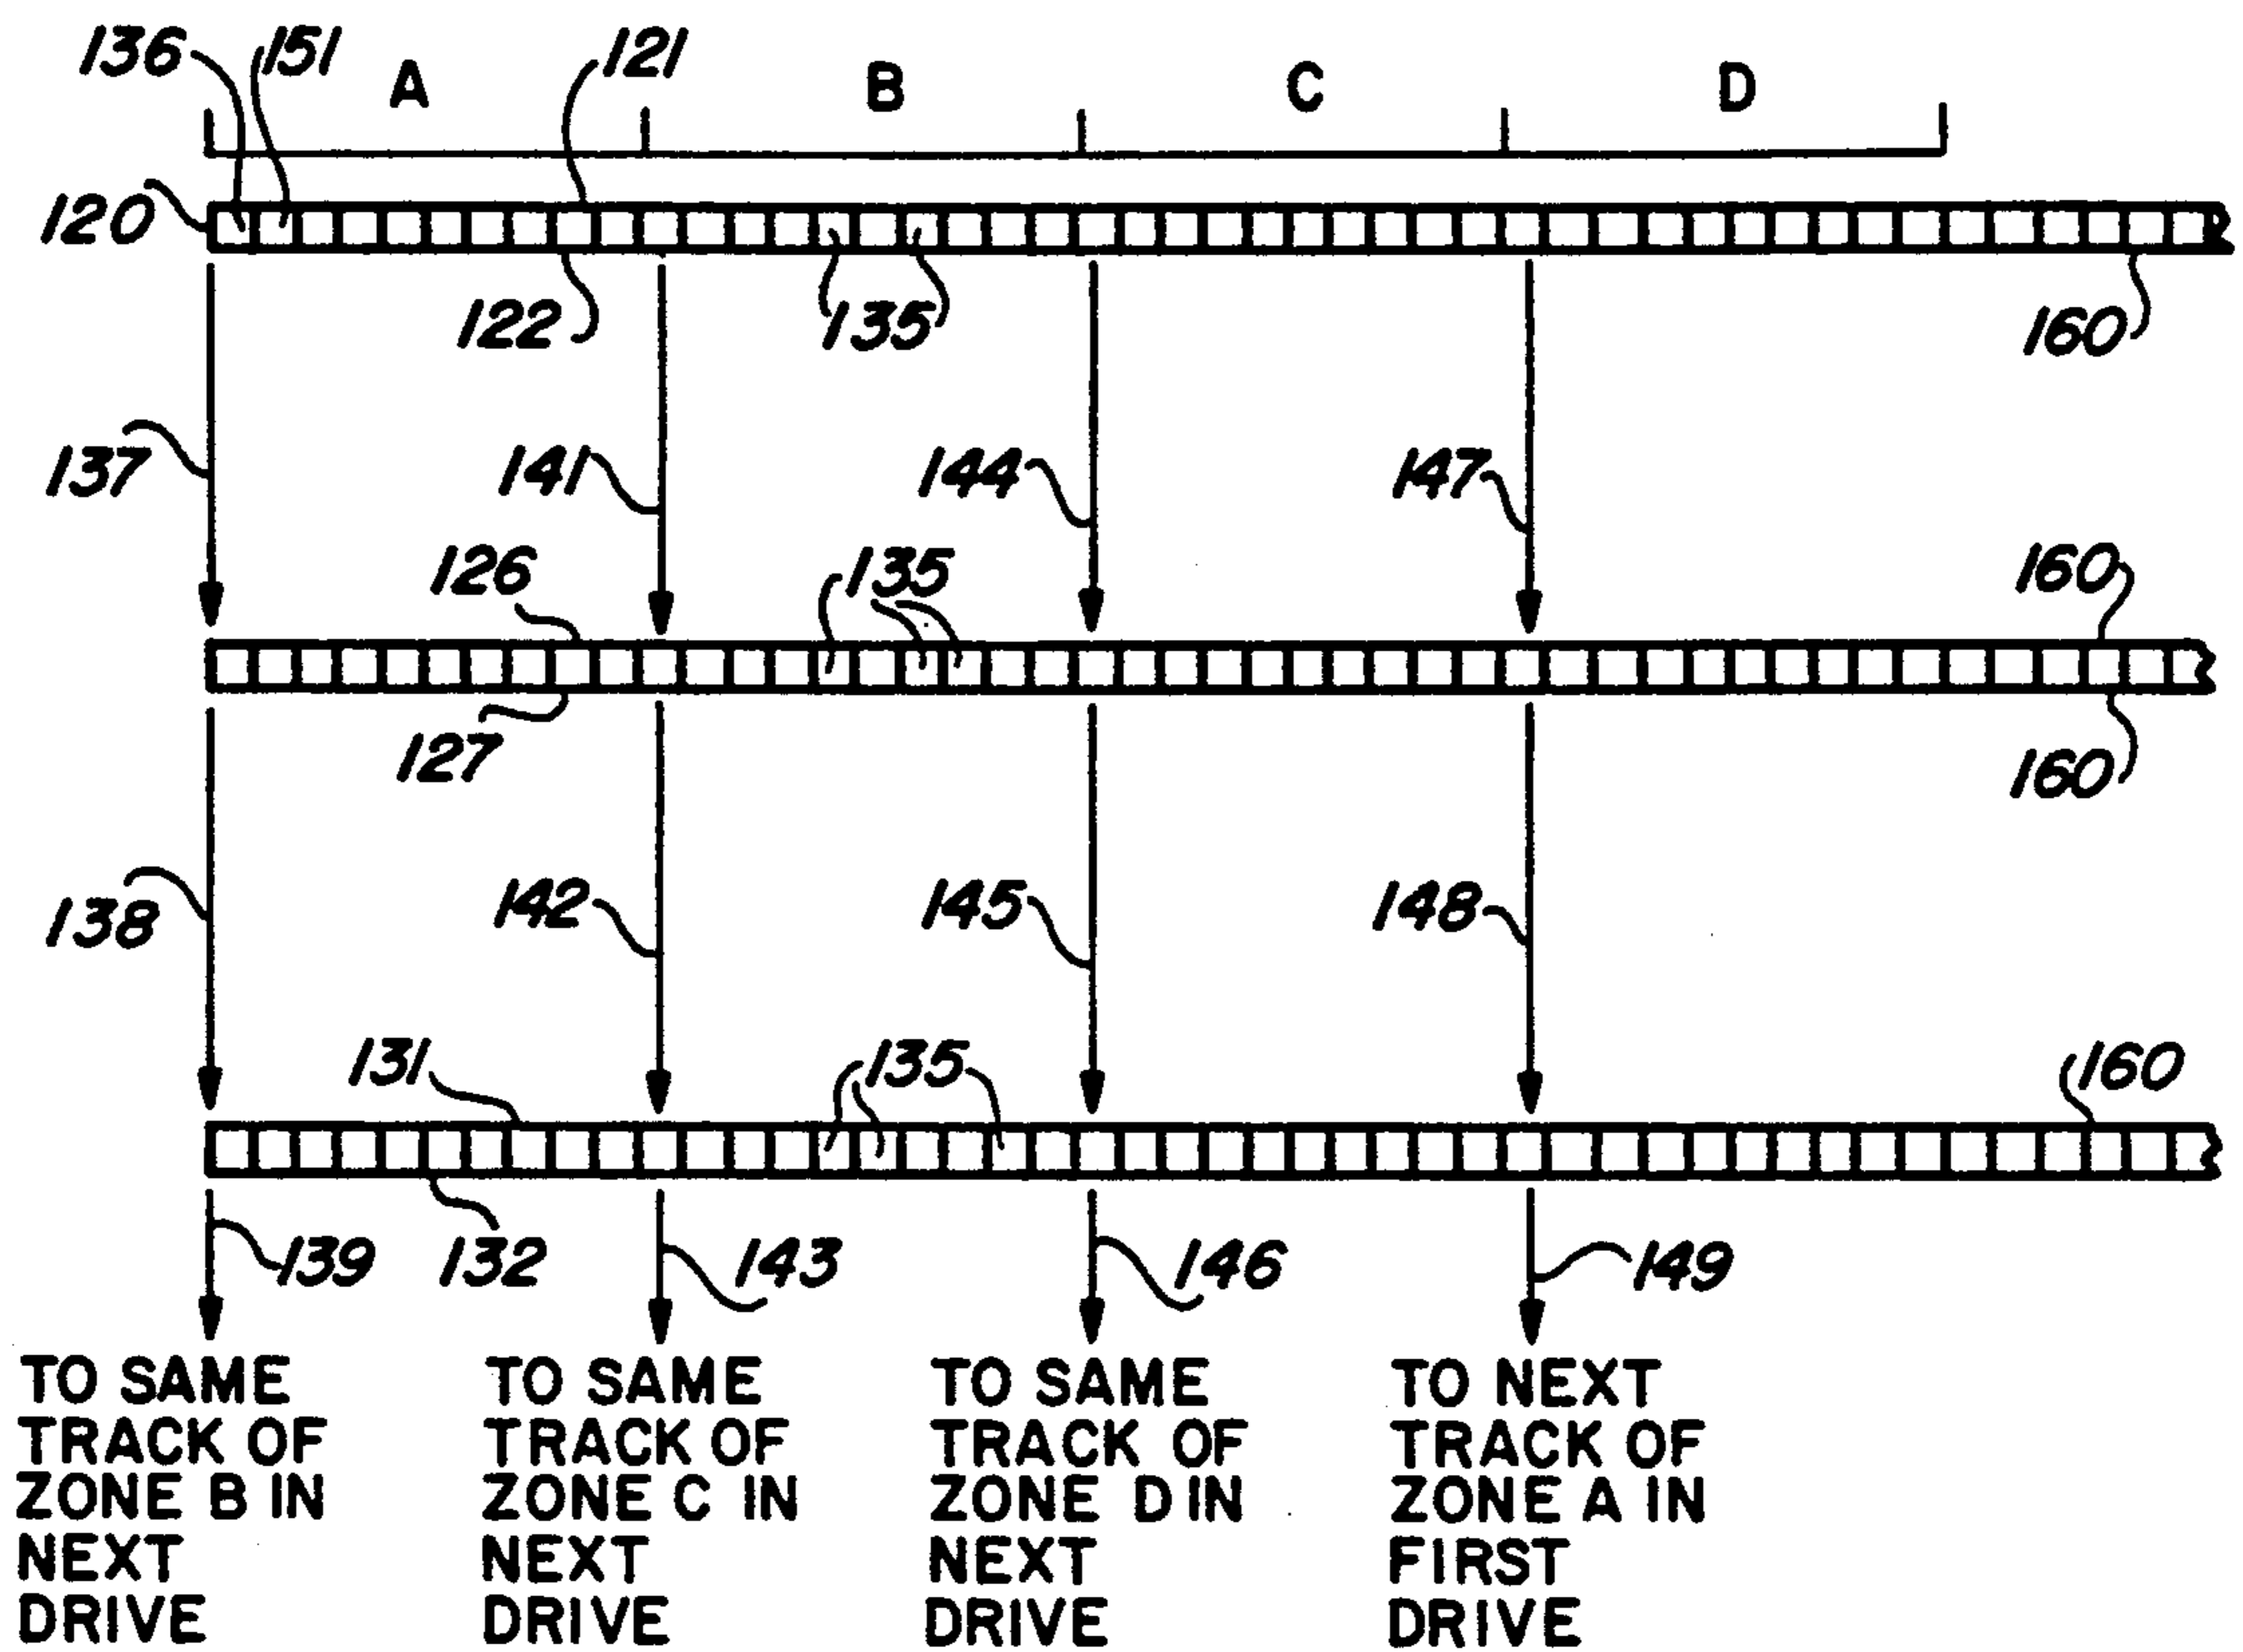 136 151 A 121 B C D
120
122 135 160
137 141 144 147
126 135 160
127 160
138 142 145 148
131 135 160
139 132 143 146 149
TO SAME
TRACK OF
ZONE B IN
NEXT
DRIVE
TO SAME
TRACK OF
ZONE C IN
NEXT
DRIVE
TO SAME
TRACK OF
ZONE D IN
NEXT
DRIVE
TO NEXT
TRACK OF
ZONE A IN
FIRST
DRIVE